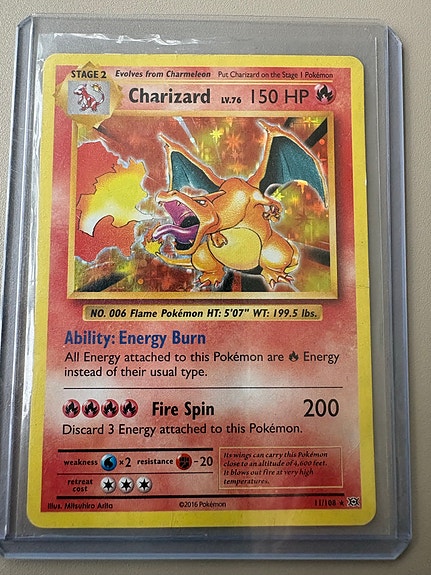 STAGE 2 Evolves from Charmeleon Put Charizard on the Stage 1 Pokémon
Charizard LV.76 150 HP
NO. 006 Flame Pokémon HT: 5'07" WT: 199.5 lbs.
Ability: Energy Burn
All Energy attached to this Pokémon are Energy
instead of their usual type.
Fire Spin 200
Discard 3 Energy attached to this Pokémon.
weakness ×2 resistance -20
retreat
cost
Its wings can carry this Pokémon
close to an altitude of 4,600 feet.
It blows out fire at very high
temperatures.
Illus. Mitsuhiro Arita ©2016 Pokémon 11/108 ★